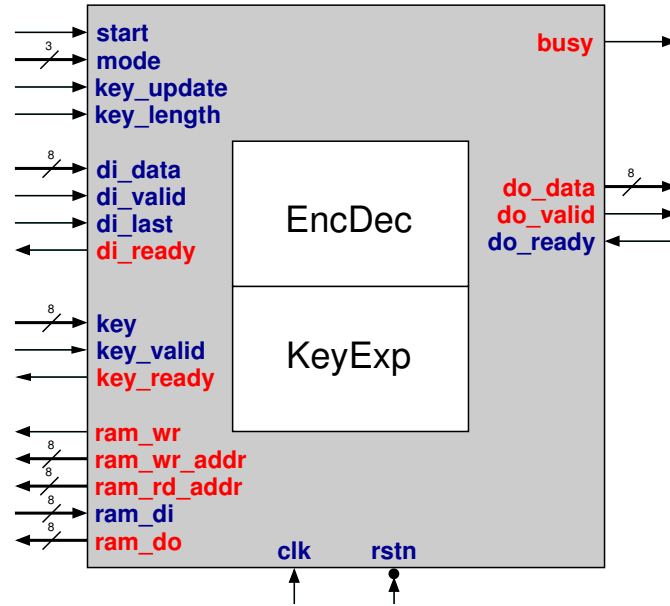 start
3
mode
key_update
key_length
busy
8
di_data
di_valid
di_last
di_ready
EncDec
do_data
8
do_valid
do_ready
8
key
key_valid
key_ready
KeyExp
ram_wr
8
ram_wr_addr
8
ram_rd_addr
8
ram_di
8
ram_do
clk
rstn